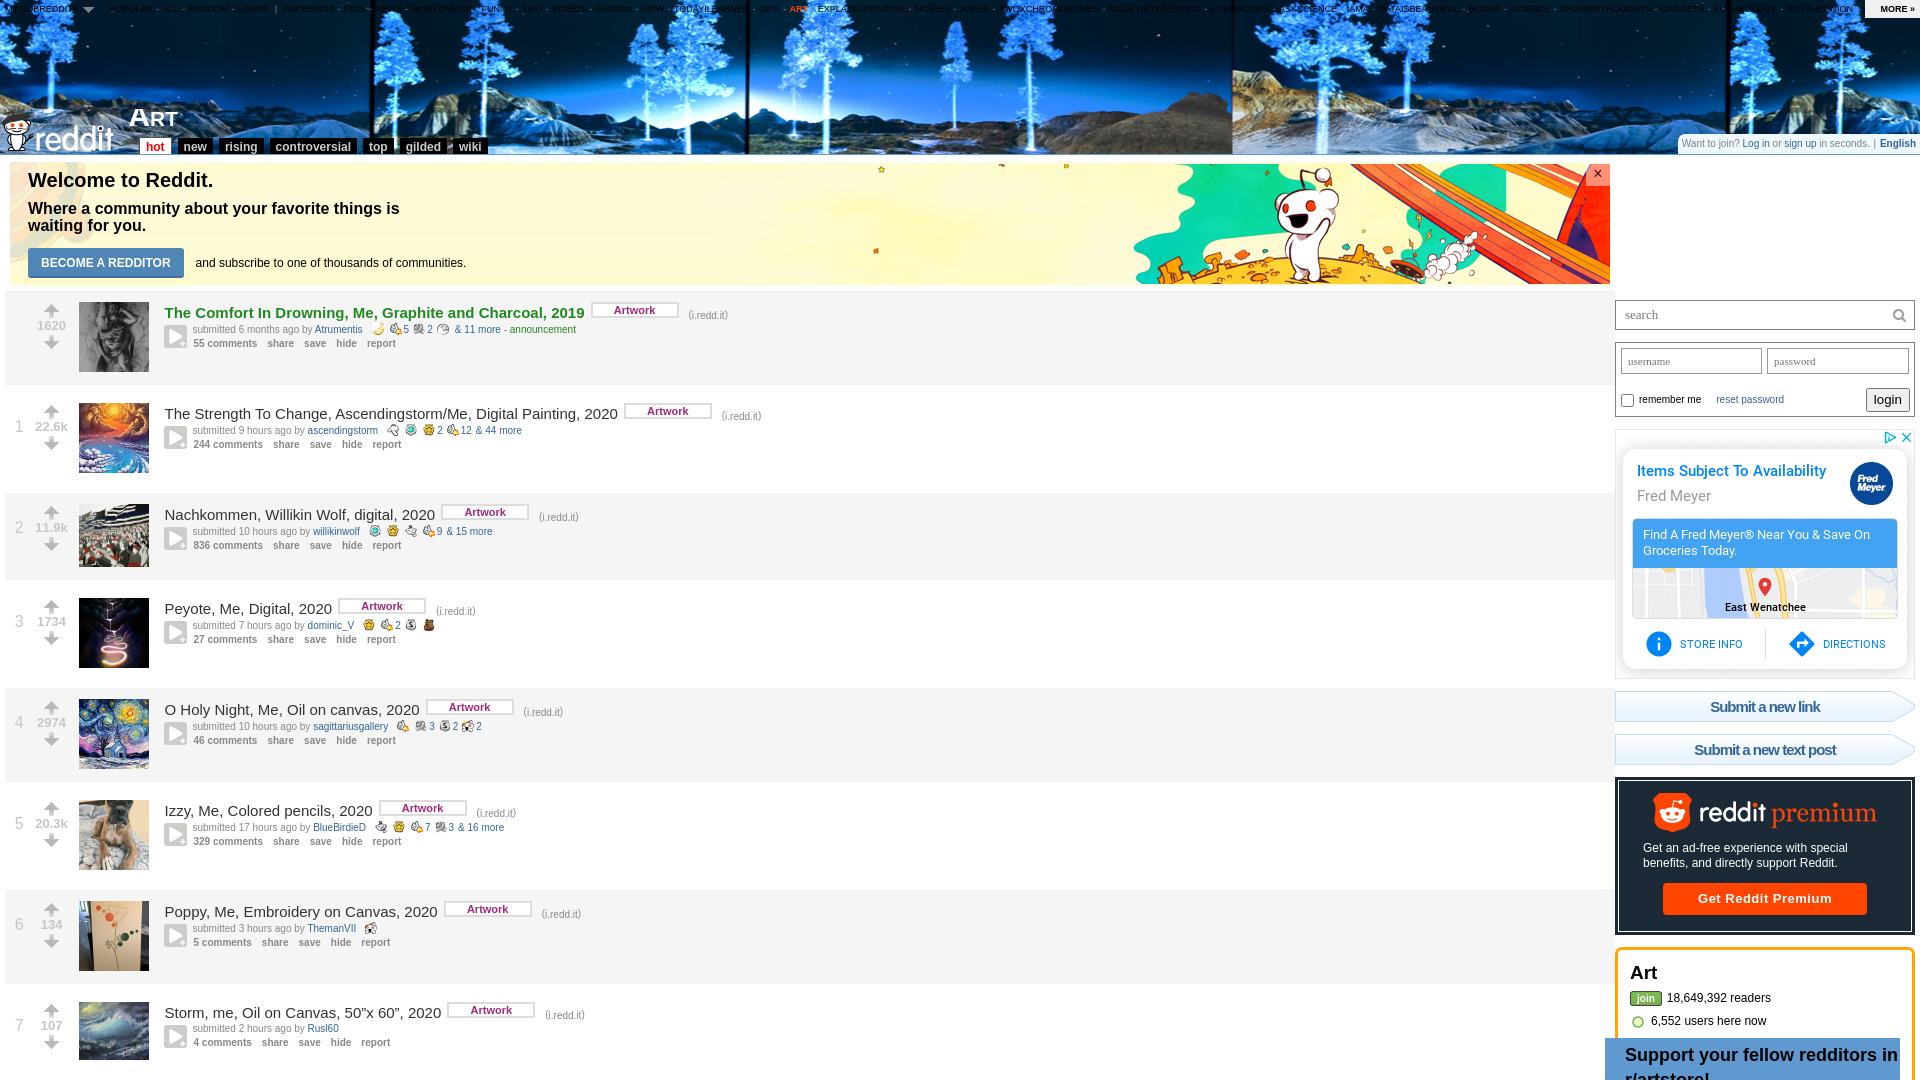 MY SUBREDDITS POPULAR - ALL - RANDOM - USERS | ASKREDDIT - PICS - NEWS - WORLDNEWS - FUNNY - TIFU - VIDEOS - GAMING - AWW - TODAYILEARNED - GIFS - ART - EXPLAINLIKEIMFIVE - MOVIES - JOKES - TWOXCHROMOSOMES - MILDLYINTERESTING - LIFEPROTIPS - ASKSCIENCE - IAMA - DATAISBEAUTIFUL - BOOKS - SCIENCE - SHOWERTHOUGHTS - GADGETS - FUTUROLOGY - NOTTHEONION MORE »
reddit ART
hot new rising controversial top gilded wiki
Want to join? Log in or sign up in seconds. | English
Welcome to Reddit.
Where a community about your favorite things is
waiting for you.
BECOME A REDDITOR and subscribe to one of thousands of communities.
×
1620
The Comfort In Drowning, Me, Graphite and Charcoal, 2019 Artwork (i.redd.it)
submitted 6 months ago by Atrumentis 5 2 & 11 more - announcement
55 comments share save hide report
1 22.6k
The Strength To Change, Ascendingstorm/Me, Digital Painting, 2020 Artwork (i.redd.it)
submitted 9 hours ago by ascendingstorm 2 12 & 44 more
244 comments share save hide report
2 11.9k
Nachkommen, Willikin Wolf, digital, 2020 Artwork (i.redd.it)
submitted 10 hours ago by willikinwolf 9 & 15 more
836 comments share save hide report
3 1734
Peyote, Me, Digital, 2020 Artwork (i.redd.it)
submitted 7 hours ago by dominic_V 2
27 comments share save hide report
4 2974
O Holy Night, Me, Oil on canvas, 2020 Artwork (i.redd.it)
submitted 10 hours ago by sagittariusgallery 3 2 2
46 comments share save hide report
5 20.3k
Izzy, Me, Colored pencils, 2020 Artwork (i.redd.it)
submitted 17 hours ago by BlueBirdieD 7 3 & 16 more
329 comments share save hide report
6 134
Poppy, Me, Embroidery on Canvas, 2020 Artwork (i.redd.it)
submitted 3 hours ago by ThemanVII
5 comments share save hide report
7 107
Storm, me, Oil on Canvas, 50”x 60”, 2020 Artwork (i.redd.it)
submitted 2 hours ago by Rusl60
4 comments share save hide report
search
username password
remember me reset password login
Items Subject To Availability
Fred Meyer
Fred Meyer
Find A Fred Meyer® Near You & Save On
Groceries Today.
East Wenatchee
STORE INFO DIRECTIONS
Submit a new link
Submit a new text post
reddit premium
Get an ad-free experience with special
benefits, and directly support Reddit.
Get Reddit Premium
Art
join 18,649,392 readers
6,552 users here now
Support your fellow redditors in
r/artstore!